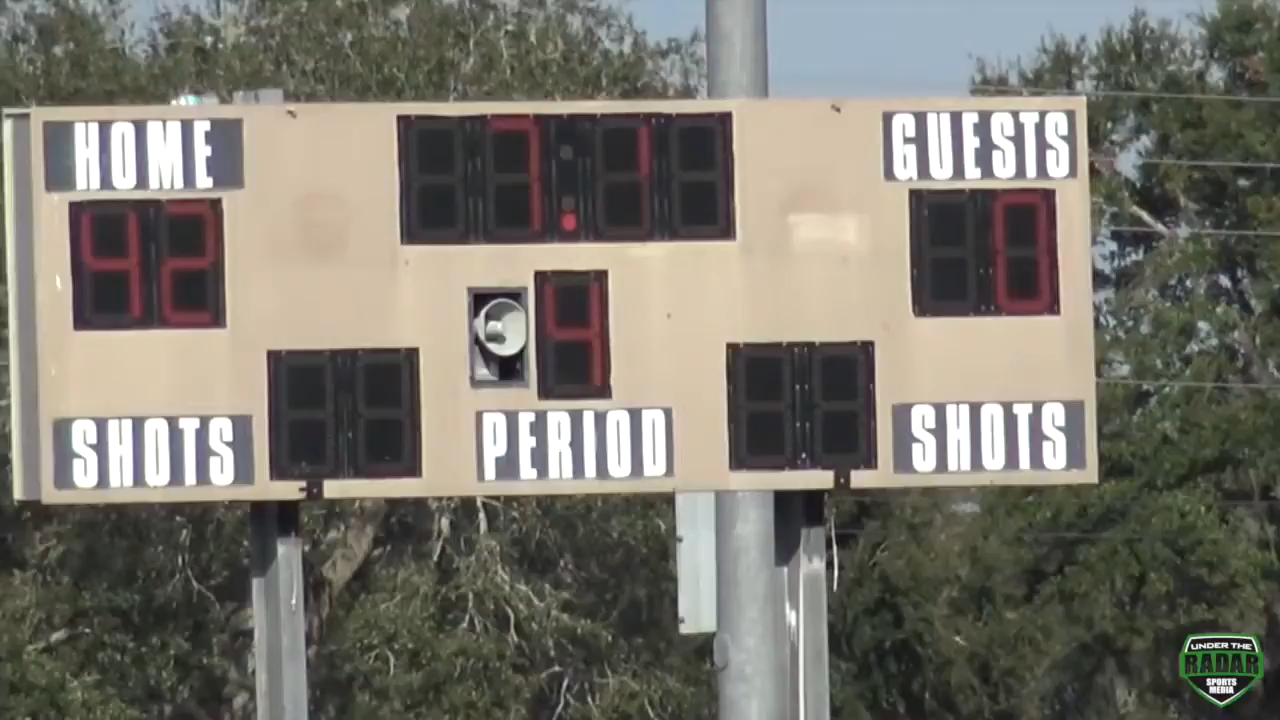 HOME
GUESTS
42
0
4
SHOTS
PERIOD
SHOTS
UNDER THE
RADAR
SPORTS
MEDIA